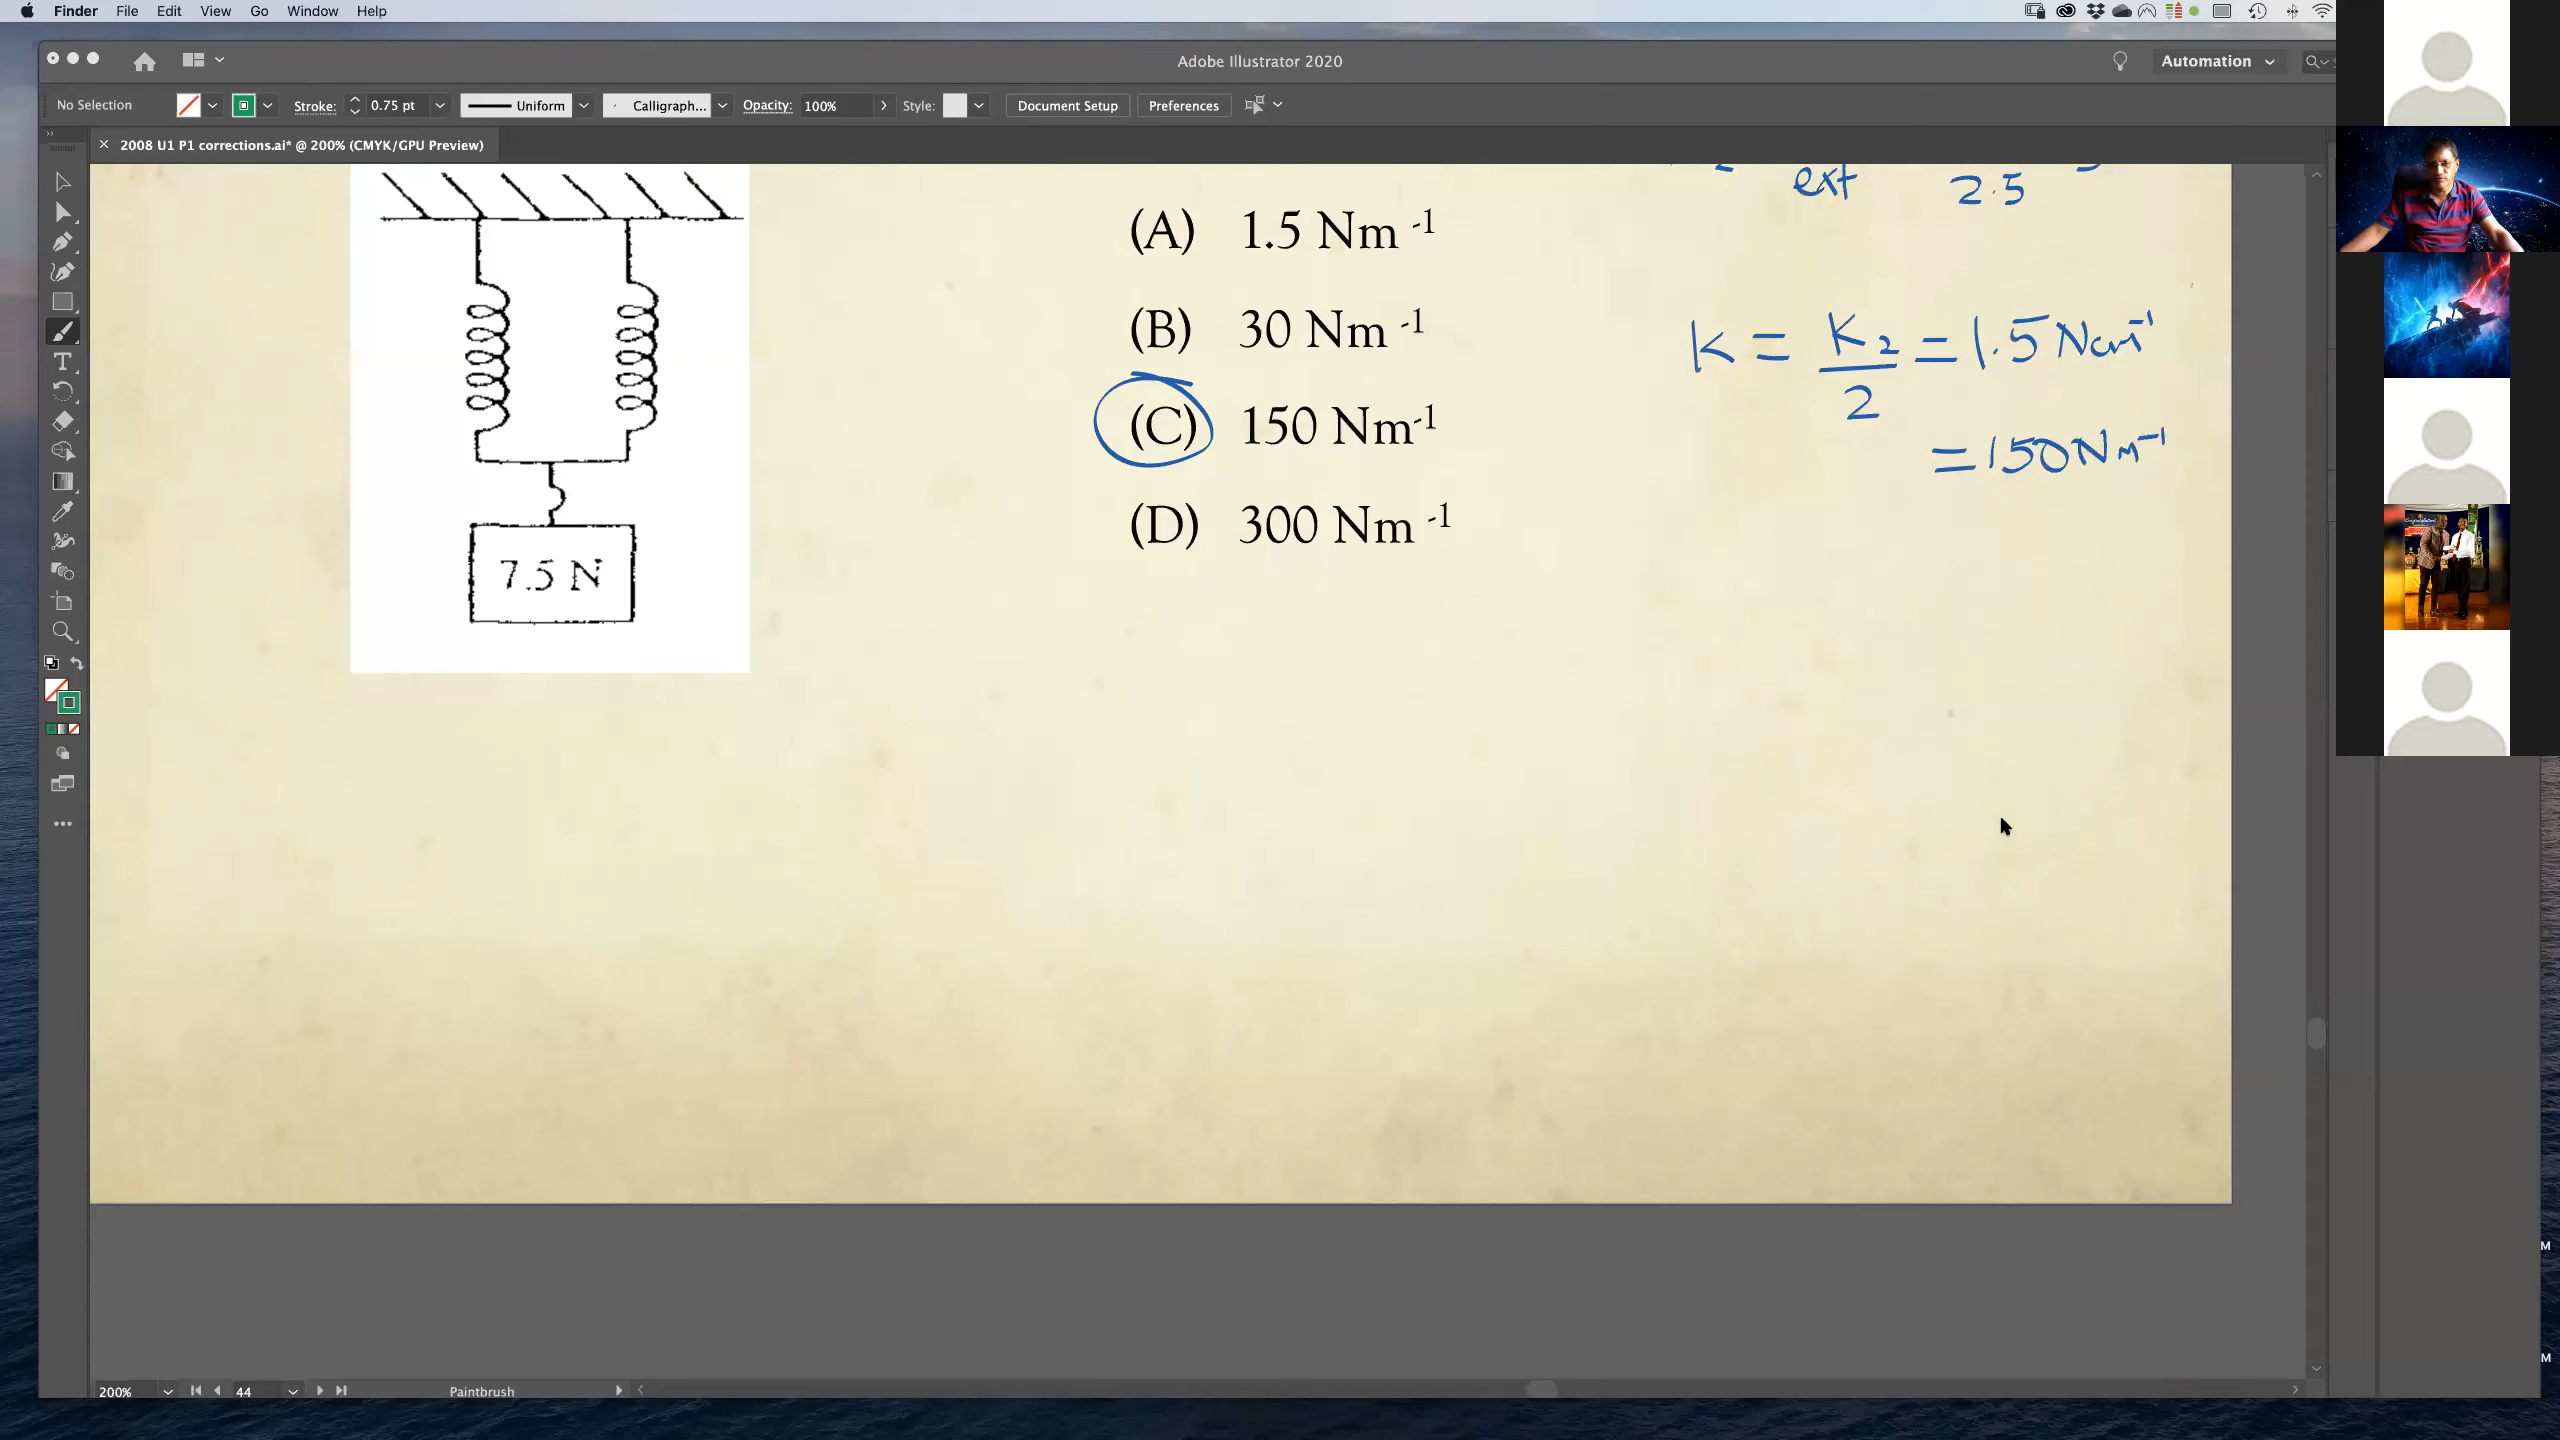 Finder File Edit View Go Window Help
Adobe Illustrator 2020
Automation
No Selection Stroke: 0.75 pt Uniform Calligraph... Opacity: 100% Style: Document Setup Preferences
2008 U1 P1 corrections.ai* @ 200% (CMYK/GPU Preview)
ext 2.5
(A) 1.5 Nm -1
(B) 30 Nm -1
(C) 150 Nm-1
(D) 300 Nm -1
K = K2/2 = 1.5 Ncm-1
= 150 Nm-1
7.5 N
M
M
200% 44 Paintbrush